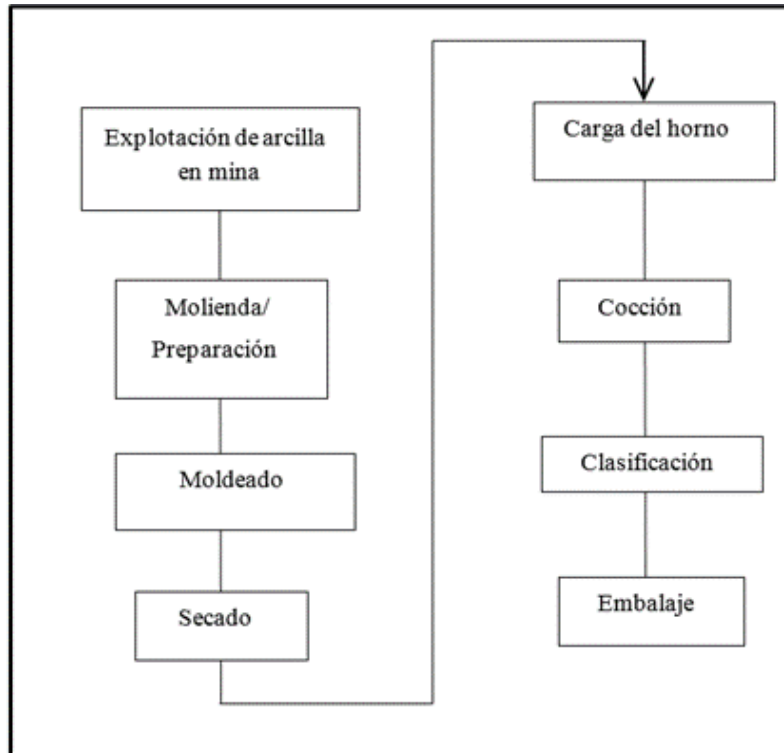 Explotación de arcilla
en mina
Molienda/
Preparación
Moldeado
Secado
Carga del horno
Cocción
Clasificación
Embalaje